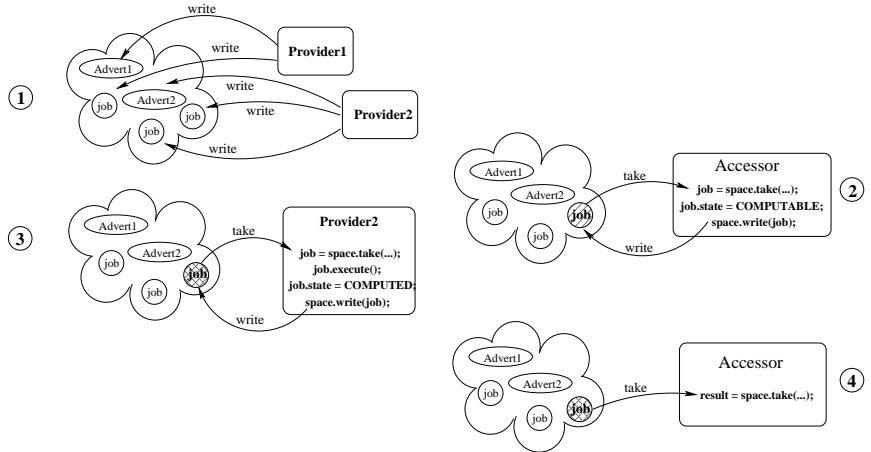 write
Provider1
write
Advert1
write
1
job
Advert2
job
write
Provider2
job
write
Advert1
Advert2
job
job
job
take
write
Accessor
job = space.take(...);
job.state = COMPUTABLE;
space.write(job);
2
3
Advert1
Advert2
job
job
job
take
write
Provider2
job = space.take(...);
job.execute();
job.state = COMPUTED;
space.write(job);
Advert1
Advert2
job
job
job
take
Accessor
result = space.take(...);
4